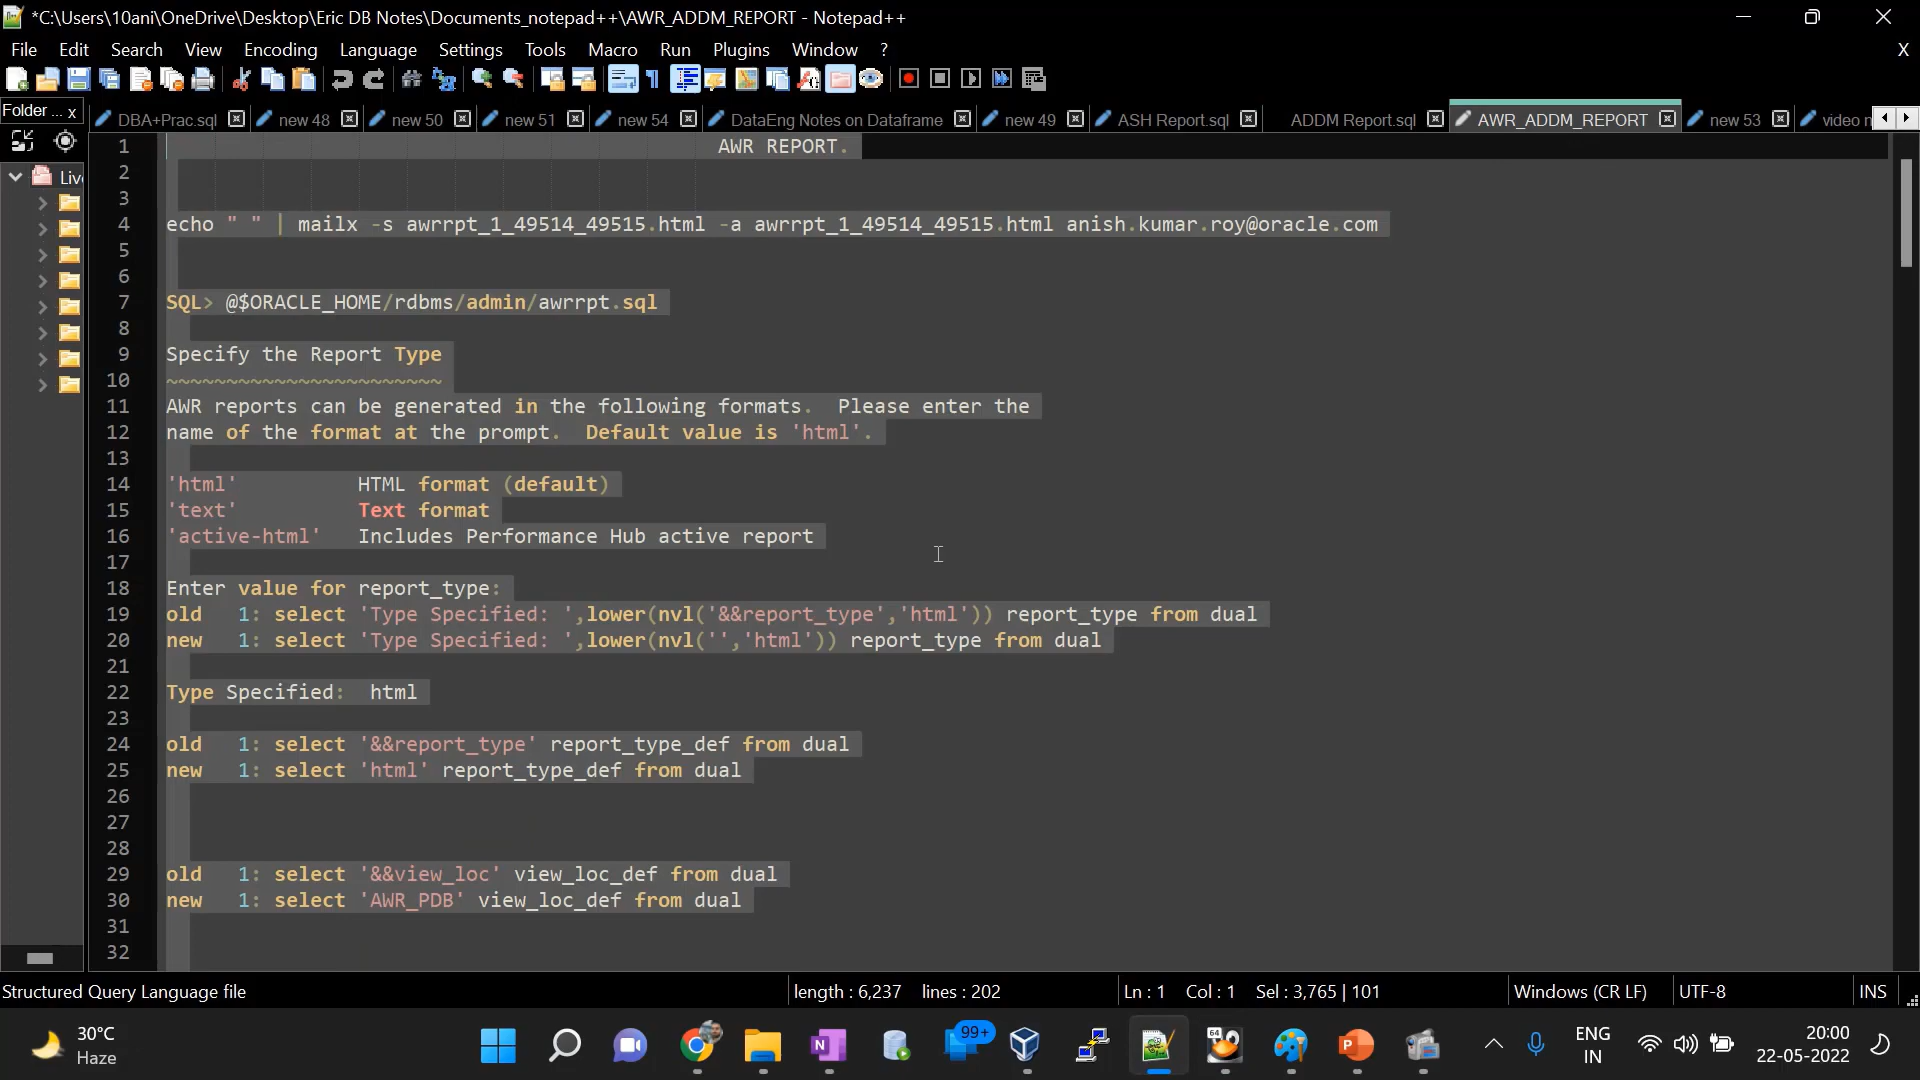 *C:\Users\10ani\OneDrive\Desktop\Eric DB Notes\Documents_notepad++\AWR_ADDM_REPORT - Notepad++
File Edit Search View Encoding Language Settings Tools Macro Run Plugins Window ? X
Folder ... x
DBA+Prac.sql new 48 new 50 new 51 new 54 DataEng Notes on Dataframe new 49 ASH Report.sql ADDM Report.sql AWR_ADDM_REPORT new 53 video n
Liv
1 AWR REPORT.
2
3
4 echo " " | mailx -s awrrpt_1_49514_49515.html -a awrrpt_1_49514_49515.html anish.kumar.roy@oracle.com
5
6
7 SQL> @$ORACLE_HOME/rdbms/admin/awrrpt.sql
8
9 Specify the Report Type
10 ~~~~~~~~~~~~~~~~~~~~~~~
11 AWR reports can be generated in the following formats.  Please enter the
12 name of the format at the prompt.  Default value is 'html'.
13
14 'html'          HTML format (default)
15 'text'          Text format
16 'active-html'   Includes Performance Hub active report
17
18 Enter value for report_type:
19 old   1: select 'Type Specified: ',lower(nvl('&&report_type','html')) report_type from dual
20 new   1: select 'Type Specified: ',lower(nvl('','html')) report_type from dual
21
22 Type Specified:  html
23
24 old   1: select '&&report_type' report_type_def from dual
25 new   1: select 'html' report_type_def from dual
26
27
28
29 old   1: select '&&view_loc' view_loc_def from dual
30 new   1: select 'AWR_PDB' view_loc_def from dual
31
32
Structured Query Language file length : 6,237 lines : 202 Ln : 1 Col : 1 Sel : 3,765 | 101 Windows (CR LF) UTF-8 INS
30°C
Haze
99+
64
ENG
IN
20:00
22-05-2022